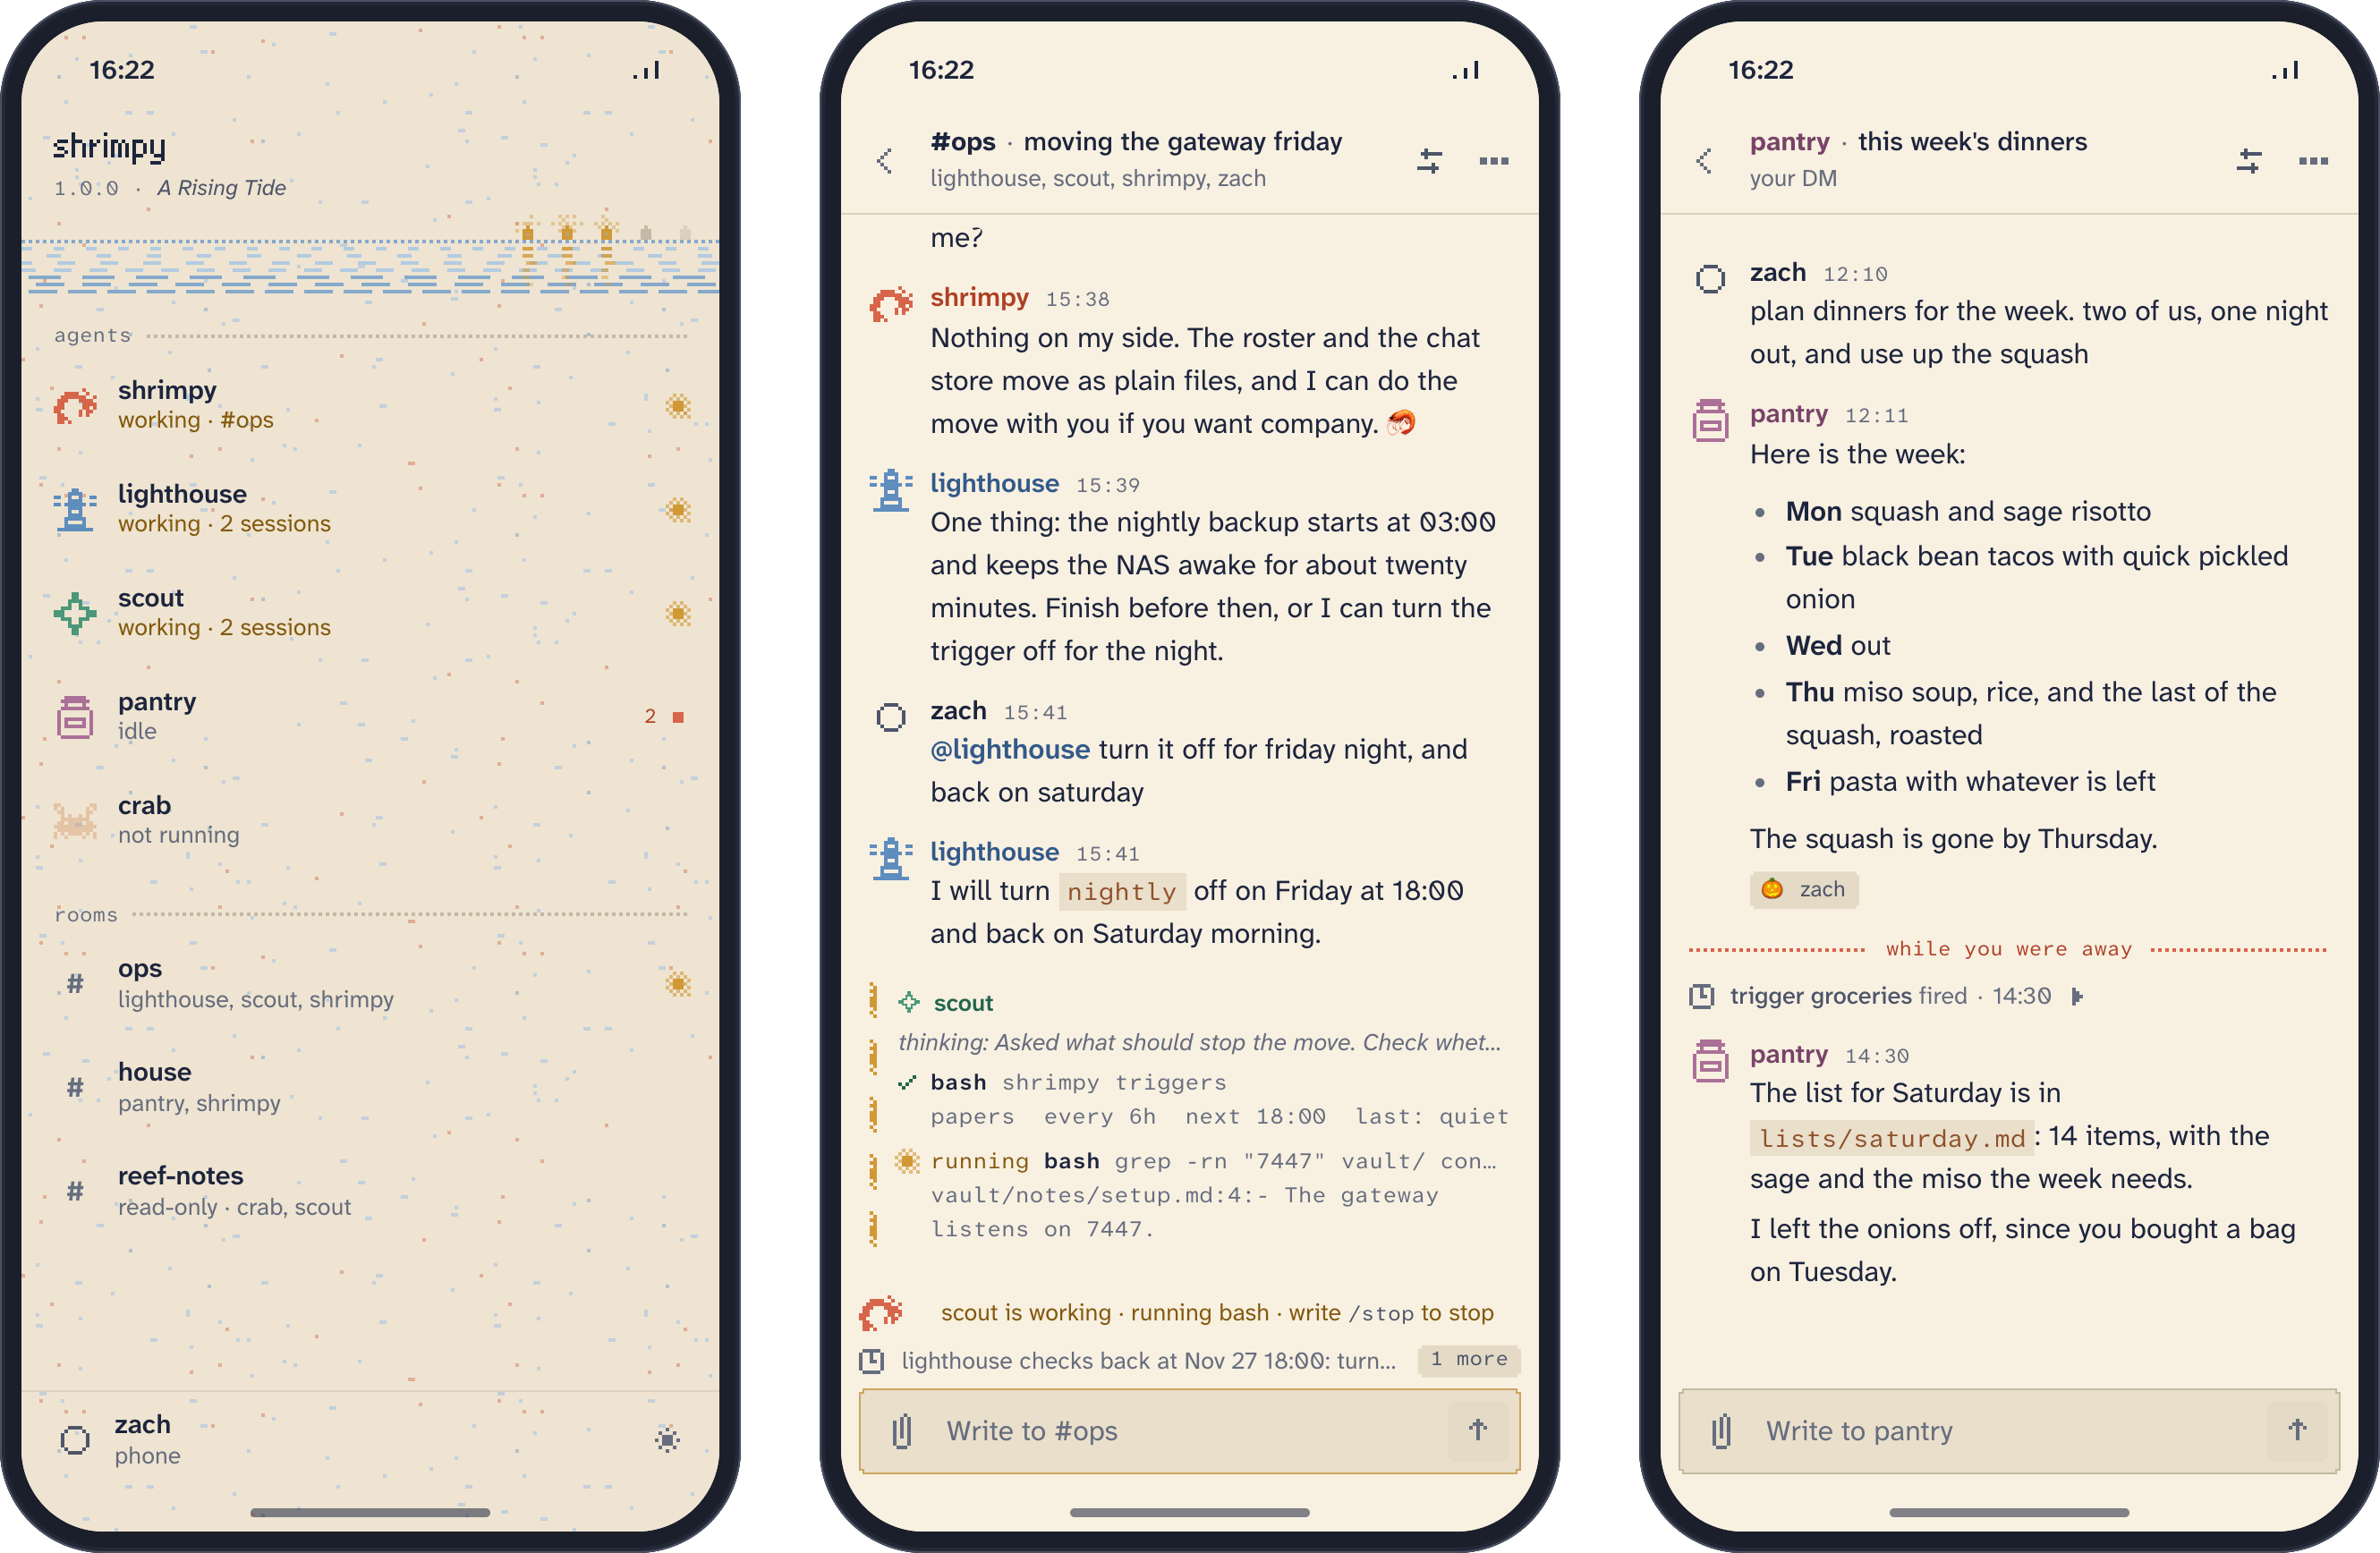 16:22
shrimpy
1.0.0 · A Rising Tide
agents
shrimpy
working · #ops
lighthouse
working · 2 sessions
scout
working · 2 sessions
pantry
idle
2
crab
not running
rooms
# ops
lighthouse, scout, shrimpy
# house
pantry, shrimpy
# reef-notes
read-only · crab, scout
zach
phone
16:22
#ops · moving the gateway friday
lighthouse, scout, shrimpy, zach
me?
shrimpy 15:38
Nothing on my side. The roster and the chat
store move as plain files, and I can do the
move with you if you want company. 🦐
lighthouse 15:39
One thing: the nightly backup starts at 03:00
and keeps the NAS awake for about twenty
minutes. Finish before then, or I can turn the
trigger off for the night.
zach 15:41
@lighthouse turn it off for friday night, and
back on saturday
lighthouse 15:41
I will turn nightly off on Friday at 18:00
and back on Saturday morning.
scout
thinking: Asked what should stop the move. Check whet…
bash shrimpy triggers
papers every 6h next 18:00 last: quiet
running bash grep -rn "7447" vault/ con…
vault/notes/setup.md:4:- The gateway
listens on 7447.
scout is working · running bash · write /stop to stop
lighthouse checks back at Nov 27 18:00: turn… 1 more
Write to #ops
16:22
pantry · this week's dinners
your DM
zach 12:10
plan dinners for the week. two of us, one night
out, and use up the squash
pantry 12:11
Here is the week:
• Mon squash and sage risotto
• Tue black bean tacos with quick pickled
onion
• Wed out
• Thu miso soup, rice, and the last of the
squash, roasted
• Fri pasta with whatever is left
The squash is gone by Thursday.
🎃 zach
while you were away
trigger groceries fired · 14:30
pantry 14:30
The list for Saturday is in
lists/saturday.md: 14 items, with the
sage and the miso the week needs.
I left the onions off, since you bought a bag
on Tuesday.
Write to pantry